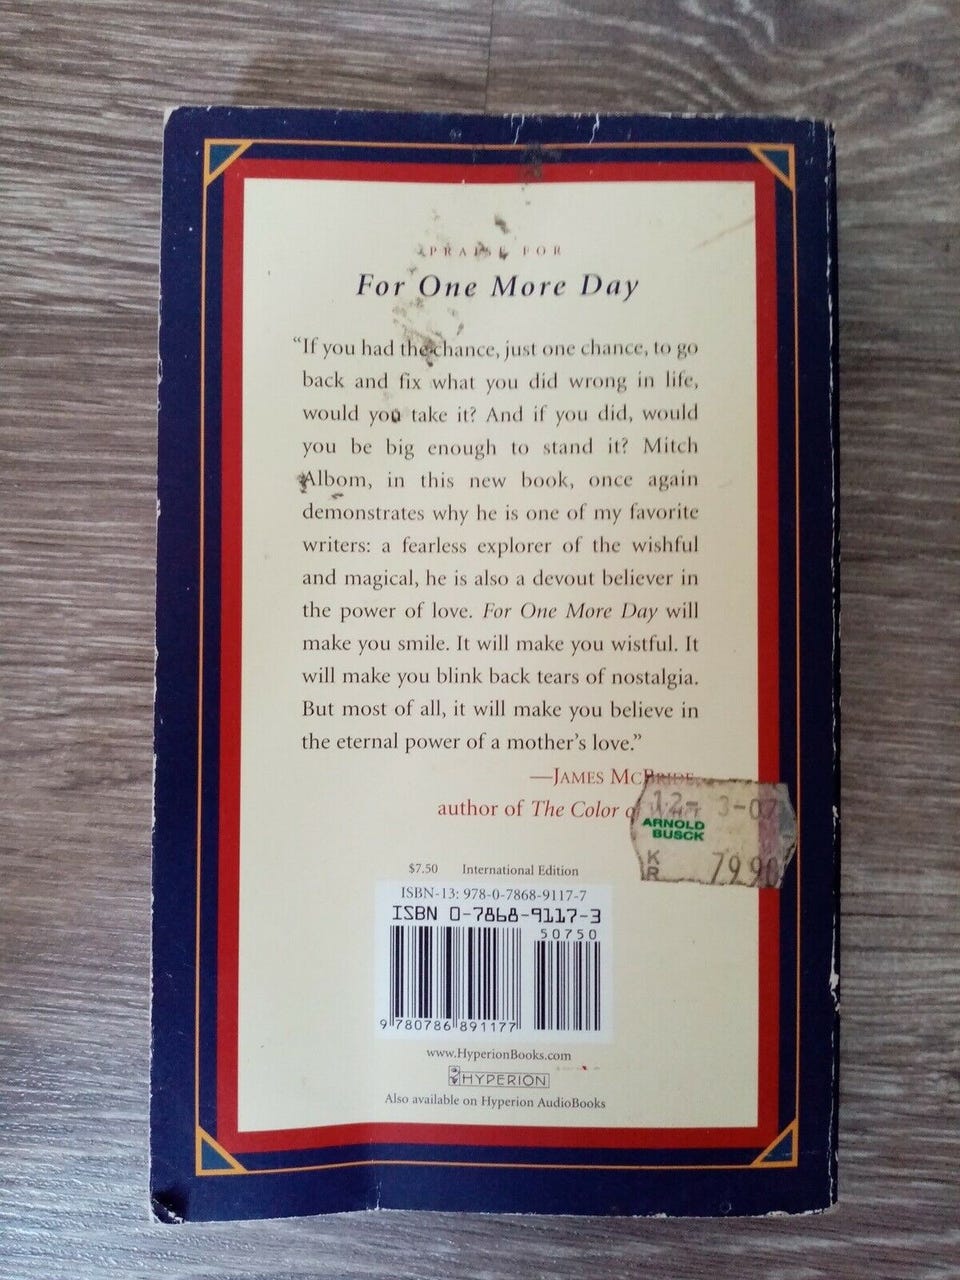 PRAISE FOR
For One More Day
“If you had the chance, just one chance, to go
back and fix what you did wrong in life,
would you take it? And if you did, would
you be big enough to stand it? Mitch
Albom, in this new book, once again
demonstrates why he is one of my favorite
writers: a fearless explorer of the wishful
and magical, he is also a devout believer in
the power of love. For One More Day will
make you smile. It will make you wistful. It
will make you blink back tears of nostalgia.
But most of all, it will make you believe in
the eternal power of a mother’s love.”
—JAMES MCBRIDE,
author of The Color of
12- 3-07
ARNOLD
BUSCK
KR 79.90
$7.50 International Edition
ISBN-13: 978-0-7868-9117-7
ISBN 0-7868-9117-3
50750
9 780786 891177
www.HyperionBooks.com
HYPERION
Also available on Hyperion AudioBooks